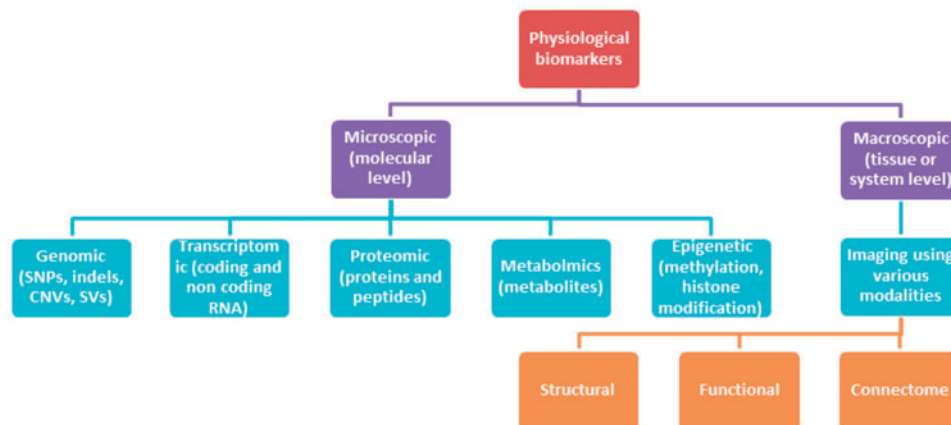 Physiological
biomarkers
Microscopic
(molecular
level)
Macroscopic
(tissue or
system level)
Genomic
(SNPs, indels,
CNVs, SVs)
Transcriptom
ic (coding and
non coding
RNA)
Proteomic
(proteins and
peptides)
Metabolmics
(metabolites)
Epigenetic
(methylation,
histone
modification)
Imaging using
various
modalities
Structural
Functional
Connectome